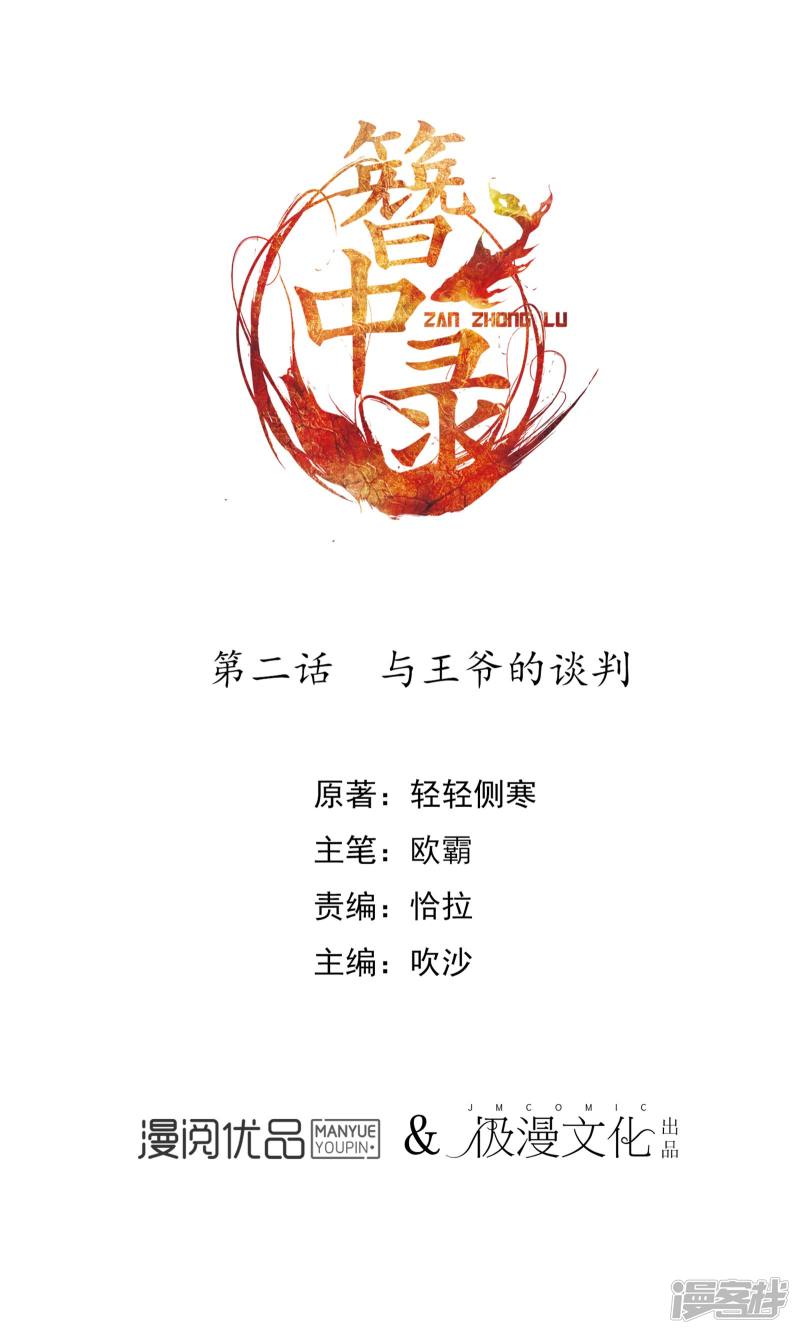 簪中录
ZAN ZHONG LU
第二话 与王爷的谈判
原著：轻轻侧寒
主笔：欧霸
责编：恰拉
主编：吹沙
漫阅优品 MANYUE YOUPIN
&
JMCOMIC
极漫文化 出品
漫客栈